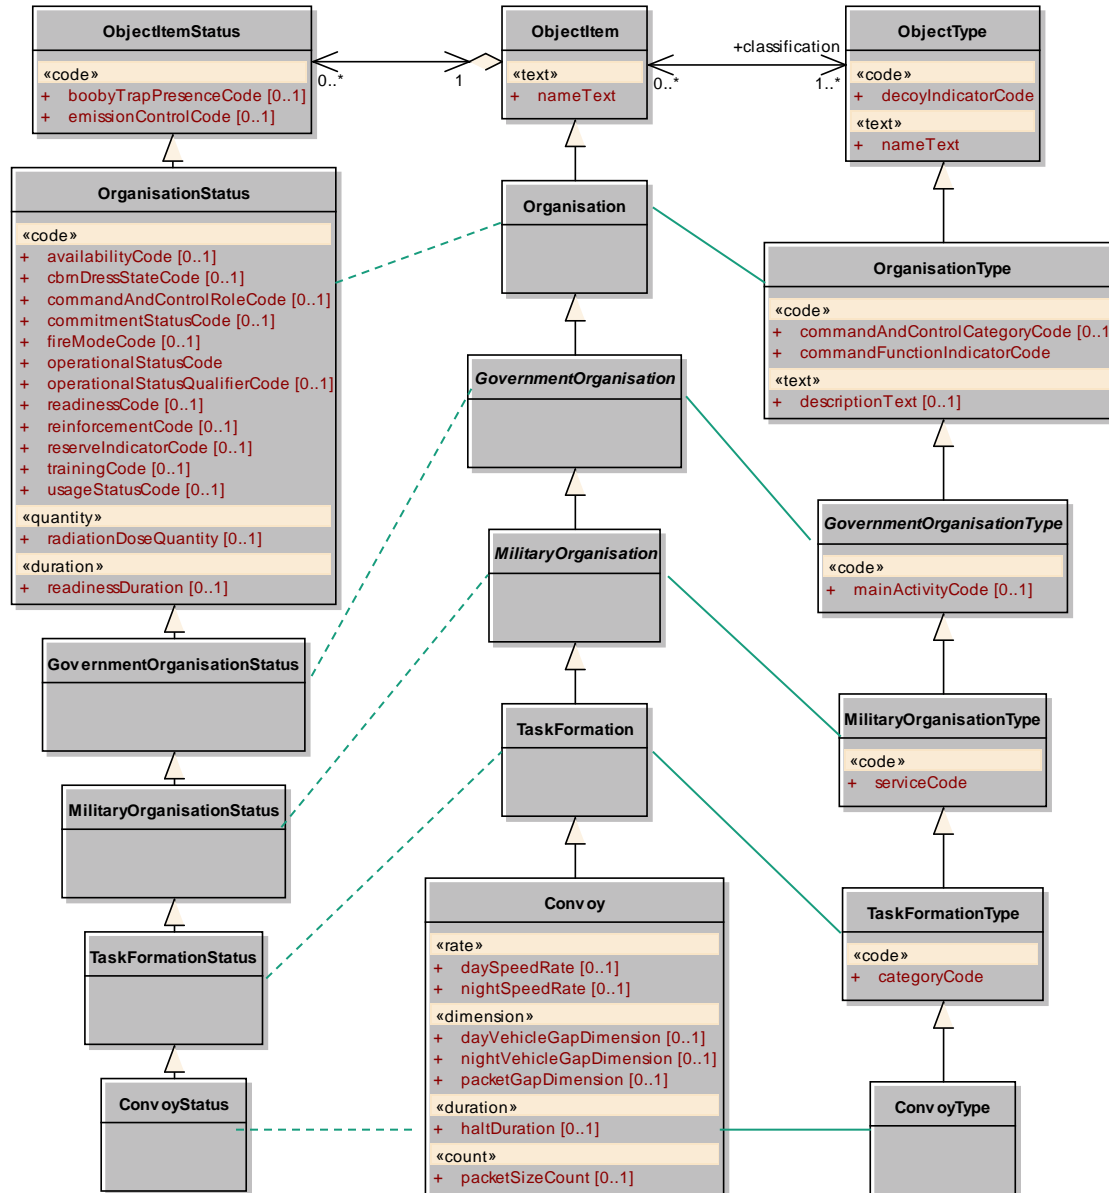 ObjectItemStatus
«code»
+ boobyTrapPresenceCode [0..1]
+ emissionControlCode [0..1]
0..*
1
ObjectItem
«text»
+ nameText
0..*
+classification
1..*
ObjectType
«code»
+ decoyIndicatorCode
«text»
+ nameText
OrganisationStatus
«code»
+ availabilityCode [0..1]
+ cbrnDressStateCode [0..1]
+ commandAndControlRoleCode [0..1]
+ commitmentStatusCode [0..1]
+ fireModeCode [0..1]
+ operationalStatusCode
+ operationalStatusQualifierCode [0..1]
+ readinessCode [0..1]
+ reinforcementCode [0..1]
+ reserveIndicatorCode [0..1]
+ trainingCode [0..1]
+ usageStatusCode [0..1]
«quantity»
+ radiationDoseQuantity [0..1]
«duration»
+ readinessDuration [0..1]
Organisation
OrganisationType
«code»
+ commandAndControlCategoryCode [0..1
+ commandFunctionIndicatorCode
«text»
+ descriptionText [0..1]
GovernmentOrganisation
GovernmentOrganisationType
«code»
+ mainActivityCode [0..1]
MilitaryOrganisation
GovernmentOrganisationStatus
MilitaryOrganisationType
«code»
+ serviceCode
TaskFormation
MilitaryOrganisationStatus
TaskFormationType
«code»
+ categoryCode
TaskFormationStatus
Convoy
«rate»
+ daySpeedRate [0..1]
+ nightSpeedRate [0..1]
«dimension»
+ dayVehicleGapDimension [0..1]
+ nightVehicleGapDimension [0..1]
+ packetGapDimension [0..1]
«duration»
+ haltDuration [0..1]
«count»
+ packetSizeCount [0..1]
ConvoyStatus
ConvoyType